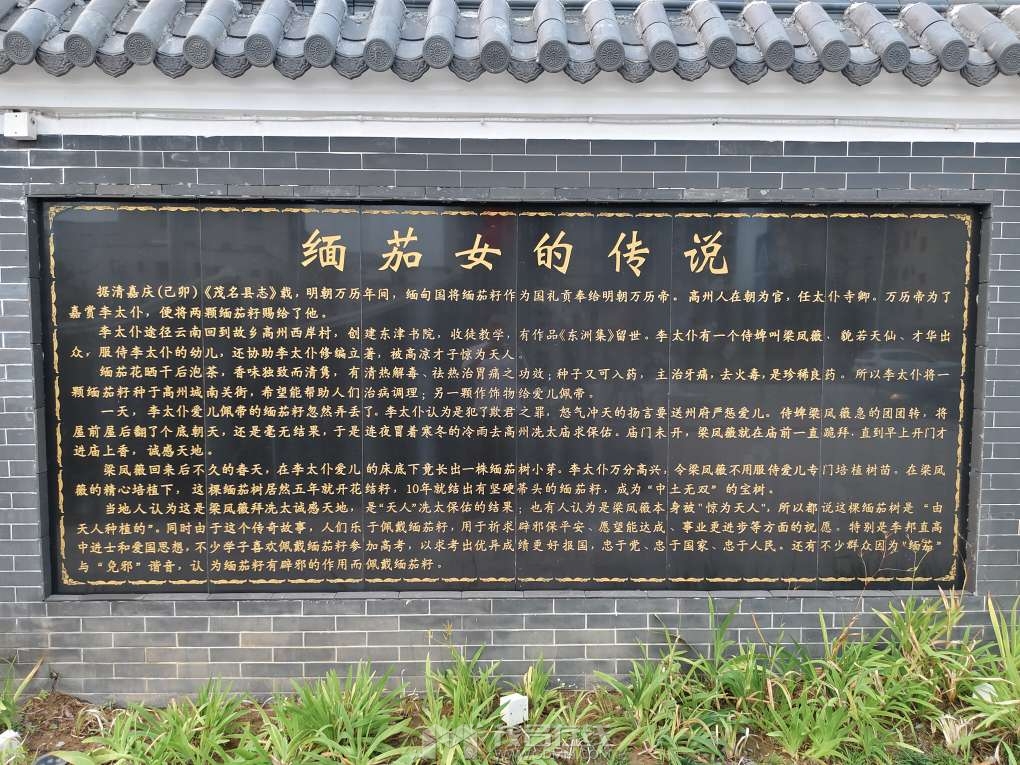 缅茄女的传说
据清嘉庆(己卯)《茂名县志》载，明朝万历年间，缅甸国将缅茄籽作为国礼贡奉给明朝万历帝。高州人在朝为官，任太仆寺卿。万历帝为了
嘉赏李太仆，便将两颗缅茄籽赐给了他。
李太仆途径云南回到故乡高州西岸村，创建东津书院，收徒教学，有作品《东洲集》留世。李太仆有一个侍婢叫梁凤薇，貌若天仙、才华出
众，服侍李太仆的幼儿，还协助李太仆修编立著，被高凉才子惊为天人。
缅茄花晒干后泡茶，香味独致而清隽，有清热解毒、祛热治胃痛之功效；种子又可入药，主治牙痛，去火毒，是珍稀良药。所以李太仆将一
颗缅茄籽种于高州城南关街，希望能帮助人们治病调理；另一颗作饰物给爱儿佩带。
一天，李太仆爱儿佩带的缅茄籽忽然弄丢了。李太仆认为是犯了欺君之罪，怒气冲天的扬言要送州府严惩爱儿。侍婢梁凤薇急的团团转，将
屋前屋后翻了个底朝天，还是毫无结果，于是连夜冒着寒冬的冷雨去高州冼太庙求保佑。庙门未开，梁凤薇就在庙前一直跪拜，直到早上开门才
进庙上香，诚感天地。
梁凤薇回来后不久的春天，在李太仆爱儿的床底下竟长出一株缅茄树小芽。李太仆万分高兴，令梁凤薇不用服侍爱儿专门培植树苗。在梁凤
薇的精心培植下，这棵缅茄树居然五年就开花结籽，10年就结出有坚硬蒂头的缅茄籽，成为“中土无双”的宝树。
当地人认为这是梁凤薇拜冼太诚感天地，是“天人”冼太保佑的结果；也有人认为是梁凤薇本身被“惊为天人”，所以都说这棵缅茄树是“由
天人种植的”。同时由于这个传奇故事，人们乐于佩戴缅茄籽，用于祈求辟邪保平安、愿望能达成、事业更进步等方面的祝愿。特别是李邦直高
中进士和爱国思想，不少学子喜欢佩戴缅茄籽参加高考，以求考出优异成绩更好报国，忠于党、忠于国家、忠于人民。还有不少群众因为“缅茄”
与“免邪”谐音，认为缅茄籽有辟邪的作用而佩戴缅茄籽。